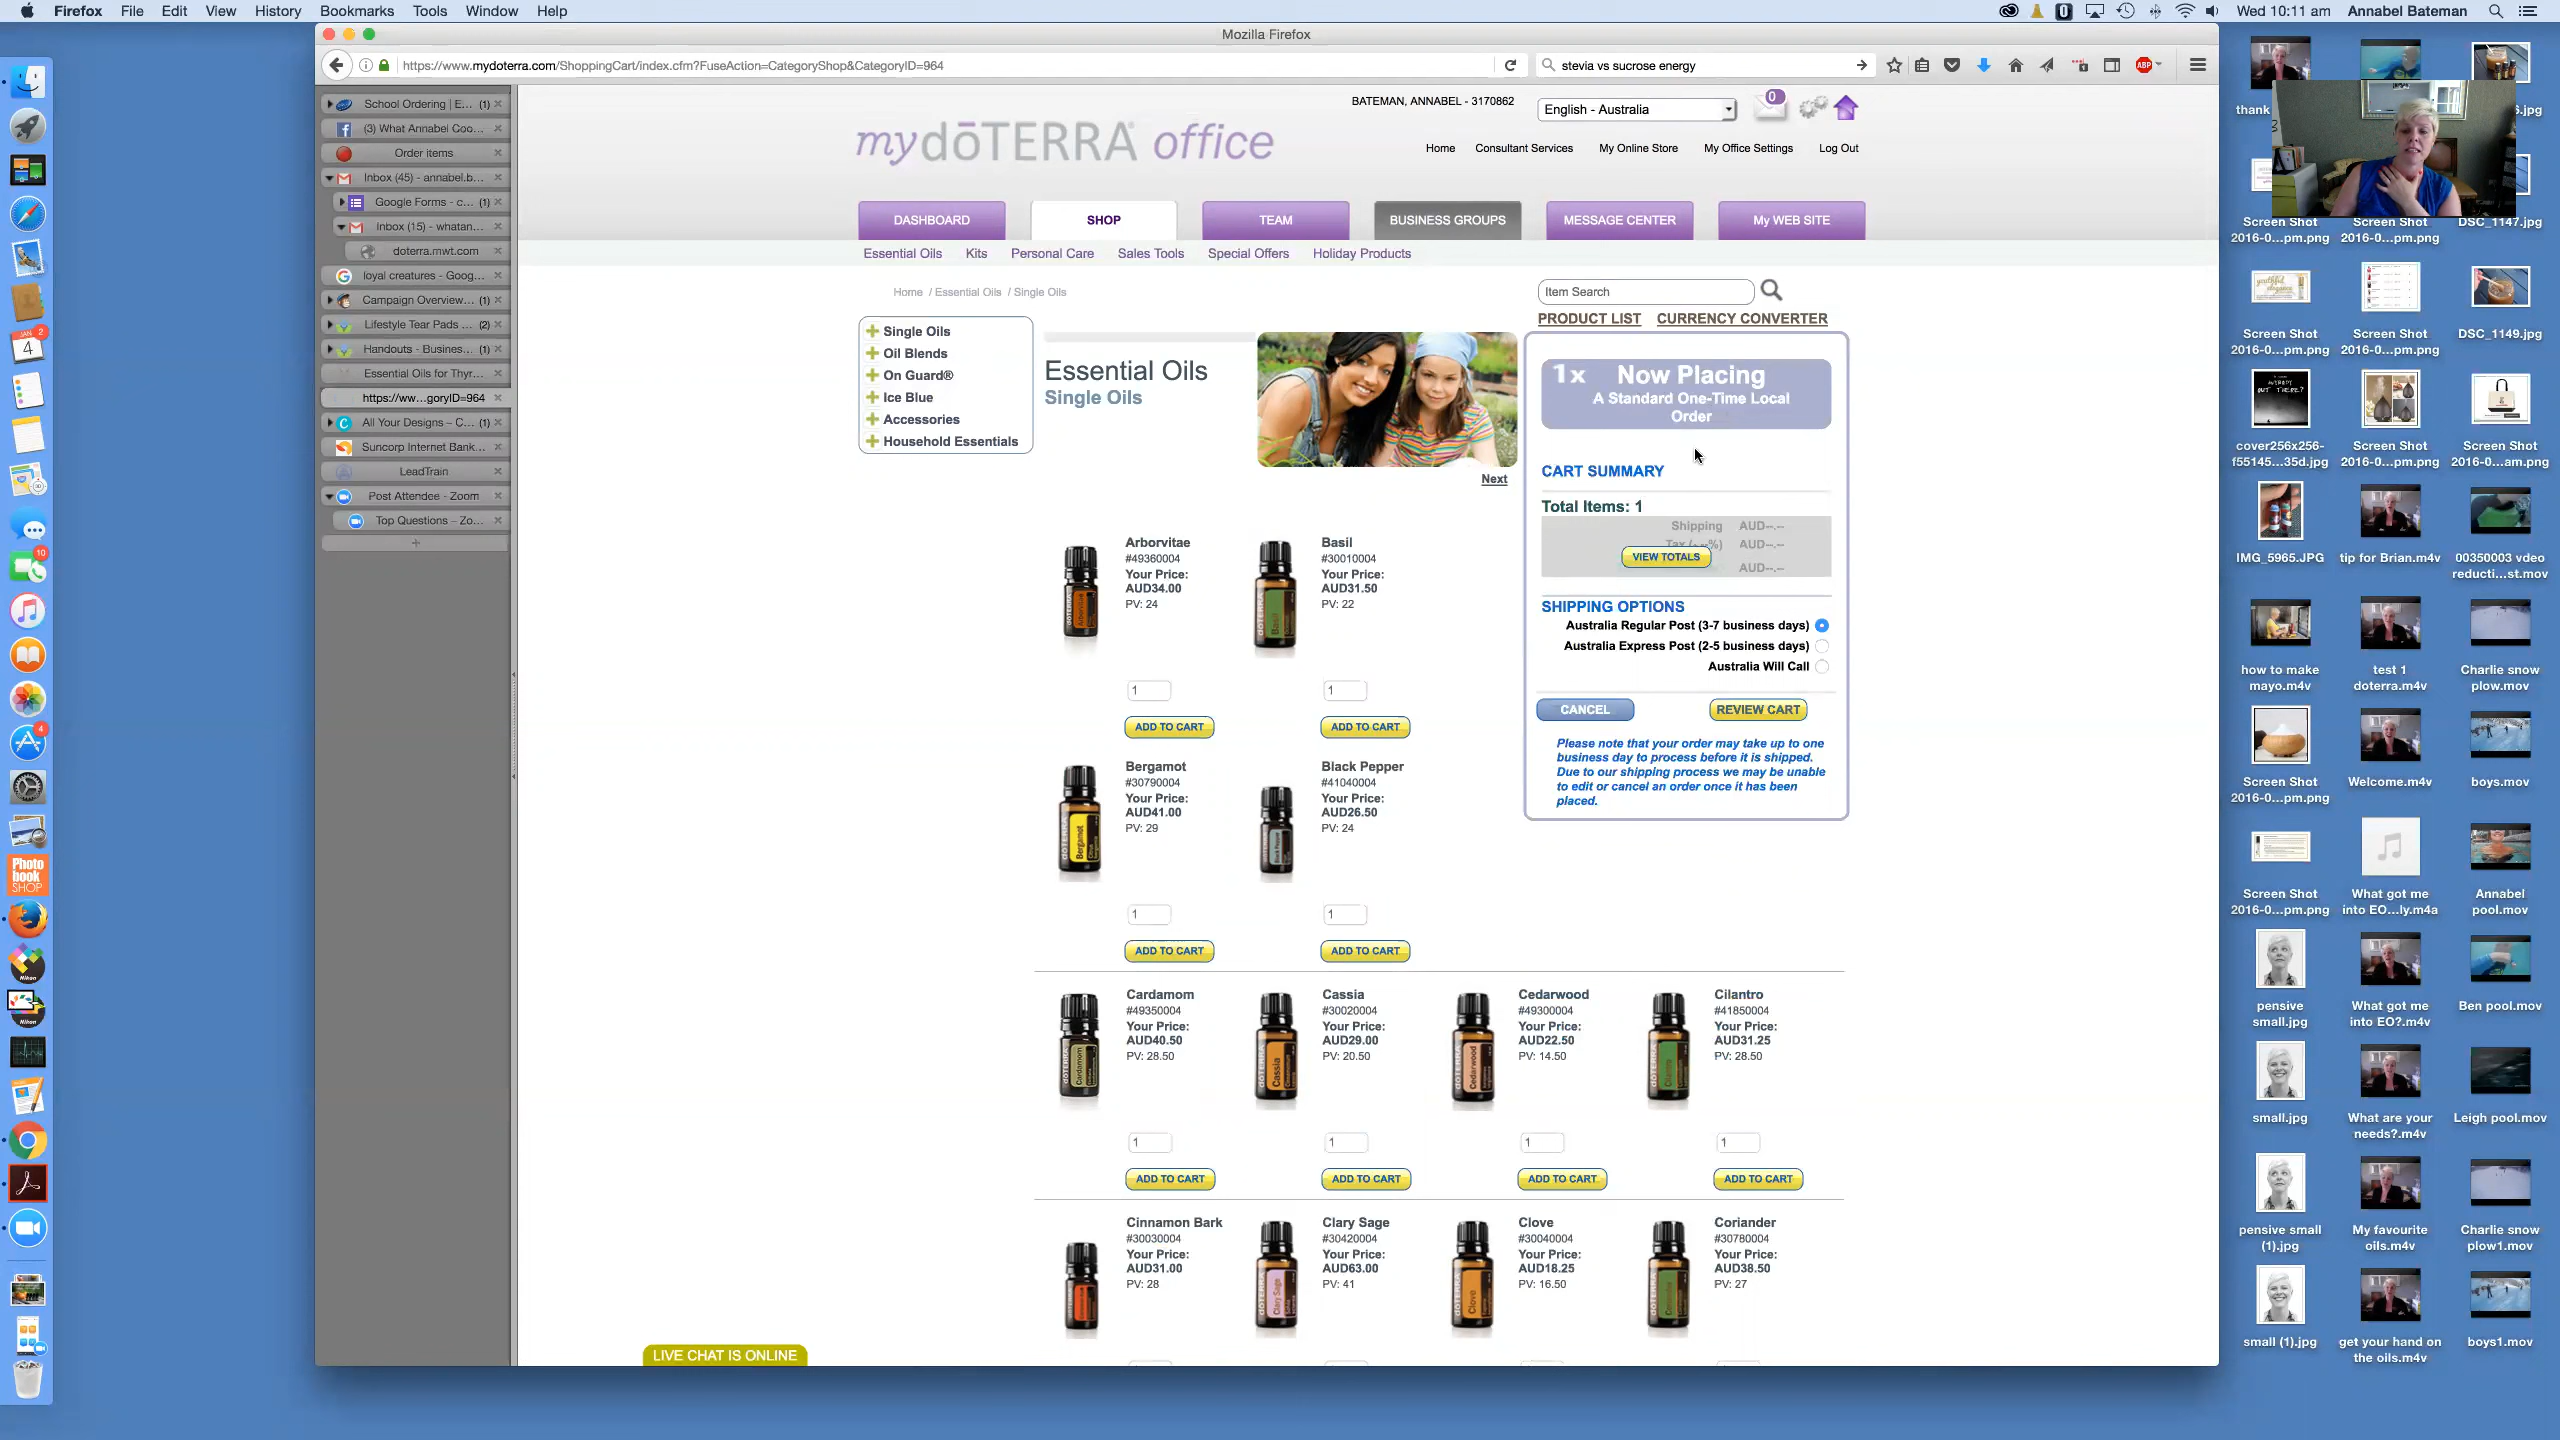 Firefox File Edit View History Bookmarks Tools Window Help
Wed 10:11 am Annabel Bateman
Mozilla Firefox
https://www.mydoterra.com/ShoppingCart/index.cfm?FuseAction=CategoryShop&CategoryID=964
stevia vs sucrose energy
ABP
School Ordering | E... (1)
(3) What Annabel Coo...
Order items
Inbox (45) - annabel.b...
Google Forms - c... (1)
Inbox (15) - whatan...
doterra.mwt.com
loyal creatures - Goog...
Campaign Overview... (1)
Lifestyle Tear Pads ... (2)
Handouts - Busines... (1)
Essential Oils for Thyr...
https://ww...goryID=964
All Your Designs – C... (1)
Suncorp Internet Bank...
LeadTrain
Post Attendee - Zoom
Top Questions – Zo...
BATEMAN, ANNABEL - 3170862
English - Australia
0
my dōTERRA office
Home Consultant Services My Online Store My Office Settings Log Out
DASHBOARD SHOP TEAM BUSINESS GROUPS MESSAGE CENTER My WEB SITE
Essential Oils Kits Personal Care Sales Tools Special Offers Holiday Products
Home / Essential Oils / Single Oils
Item Search
PRODUCT LIST CURRENCY CONVERTER
Single Oils
Oil Blends
On Guard®
Ice Blue
Accessories
Household Essentials
Essential Oils
Single Oils
Next
1x Now Placing
A Standard One-Time Local
Order
CART SUMMARY
Total Items: 1
Shipping AUD--.--
Tax (-.--%) AUD--.--
VIEW TOTALS
AUD--.--
SHIPPING OPTIONS
Australia Regular Post (3-7 business days)
Australia Express Post (2-5 business days)
Australia Will Call
CANCEL REVIEW CART
Please note that your order may take up to one
business day to process before it is shipped.
Due to our shipping process we may be unable
to edit or cancel an order once it has been
placed.
Arborvitae
#49360004
Your Price:
AUD34.00
PV: 24
1
ADD TO CART
Basil
#30010004
Your Price:
AUD31.50
PV: 22
1
ADD TO CART
Bergamot
#30790004
Your Price:
AUD41.00
PV: 29
1
ADD TO CART
Black Pepper
#41040004
Your Price:
AUD26.50
PV: 24
1
ADD TO CART
Cardamom
#49350004
Your Price:
AUD40.50
PV: 28.50
1
ADD TO CART
Cassia
#30020004
Your Price:
AUD29.00
PV: 20.50
1
ADD TO CART
Cedarwood
#49300004
Your Price:
AUD22.50
PV: 14.50
1
ADD TO CART
Cilantro
#41850004
Your Price:
AUD31.25
PV: 28.50
1
ADD TO CART
Cinnamon Bark
#30030004
Your Price:
AUD31.00
PV: 28
Clary Sage
#30420004
Your Price:
AUD63.00
PV: 41
Clove
#30040004
Your Price:
AUD18.25
PV: 16.50
Coriander
#30780004
Your Price:
AUD38.50
PV: 27
LIVE CHAT IS ONLINE
JAN 2
4
10
4
Photo
book
SHOP
Nikon
Nikon
thank
.jpg
Screen Shot
2016-0...pm.png
Screen Shot
2016-0...pm.png
DSC_1147.jpg
Screen Shot
2016-0...pm.png
Screen Shot
2016-0...pm.png
DSC_1149.jpg
cover256x256-
f55145...35d.jpg
Screen Shot
2016-0...pm.png
Screen Shot
2016-0...am.png
IMG_5965.JPG
tip for Brian.m4v
00350003 vdeo
reducti...st.mov
how to make
mayo.m4v
test 1
doterra.m4v
Charlie snow
plow.mov
Screen Shot
2016-0...pm.png
Welcome.m4v
boys.mov
Screen Shot
2016-0...pm.png
What got me
into EO...ly.m4a
Annabel
pool.mov
pensive
small.jpg
What got me
into EO?.m4v
Ben pool.mov
small.jpg
What are your
needs?.m4v
Leigh pool.mov
pensive small
(1).jpg
My favourite
oils.m4v
Charlie snow
plow1.mov
small (1).jpg
get your hand on
the oils.m4v
boys1.mov